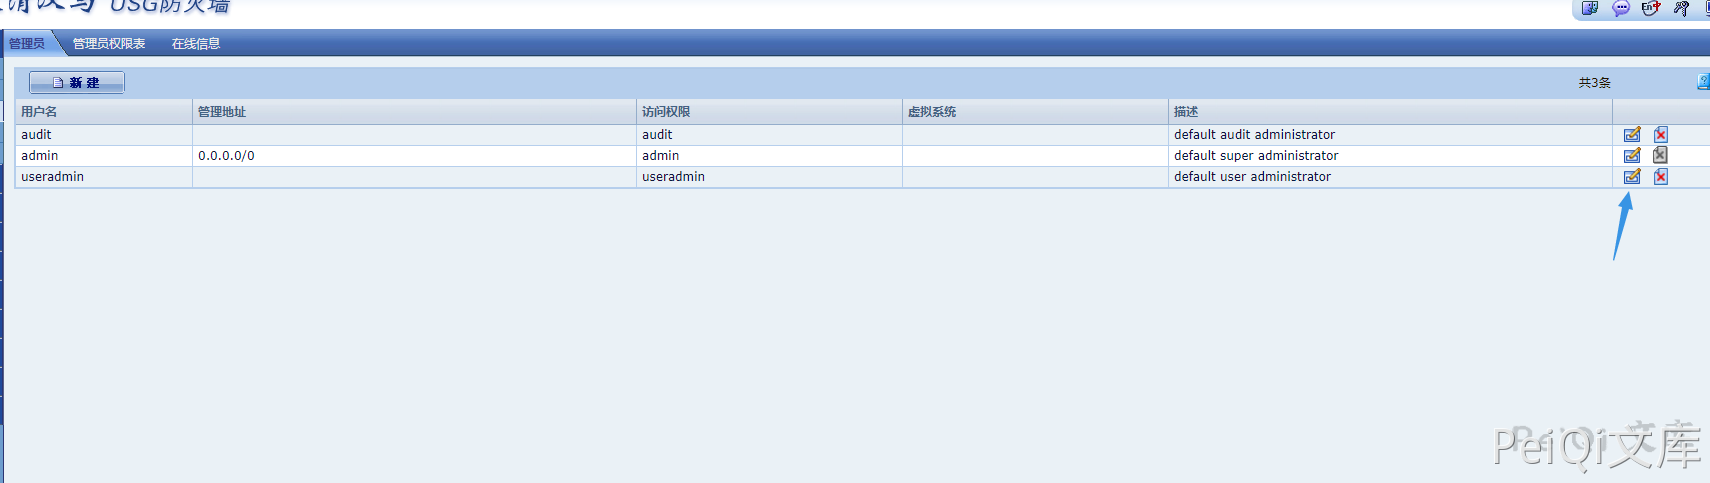 USG防火墙
管理员 管理员权限表 在线信息
新 建 共3条
用户名 管理地址 访问权限 虚拟系统 描述
audit audit default audit administrator
admin 0.0.0.0/0 admin default super administrator
useradmin useradmin default user administrator
PeiQi文库